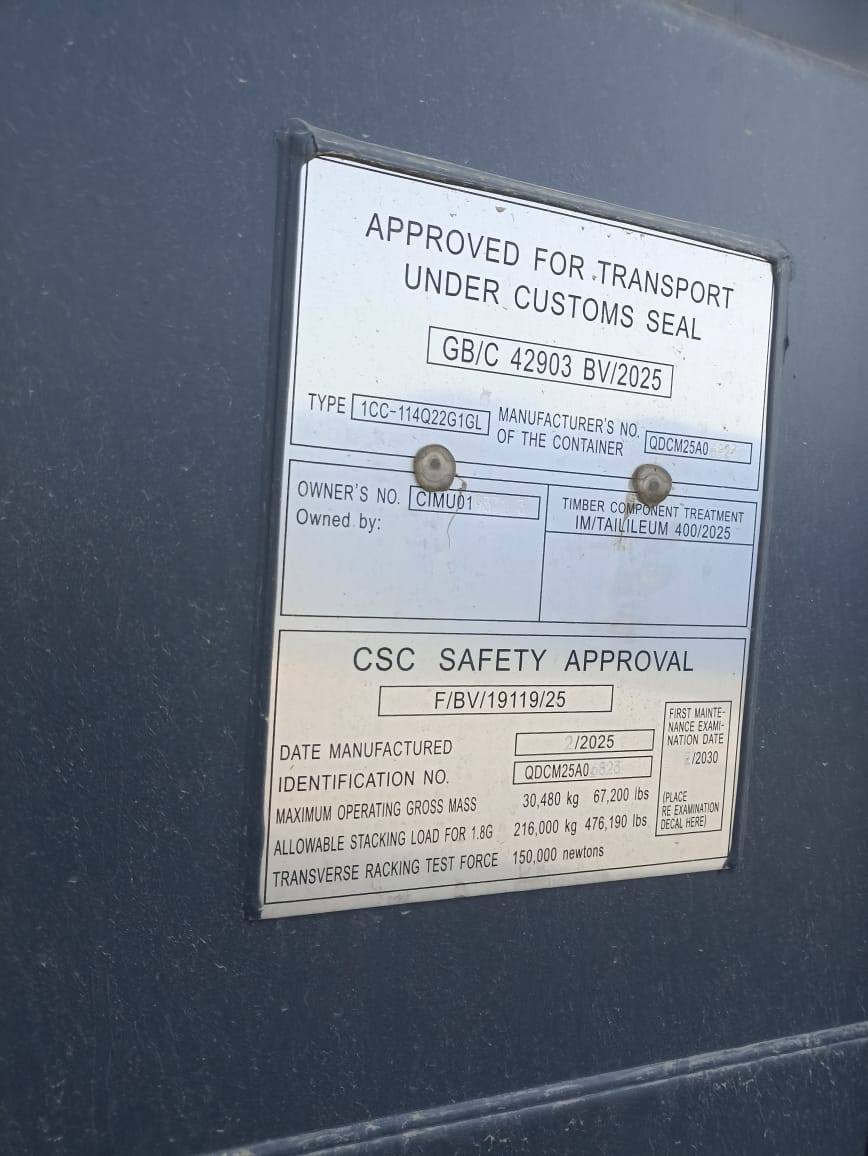 APPROVED FOR TRANSPORT
UNDER CUSTOMS SEAL
GB/C 42903 BV/2025
TYPE 1CC-114Q22G1GL
MANUFACTURER'S NO.
OF THE CONTAINER
QDCM25A0
OWNER'S NO. CIMU01
Owned by:
TIMBER COMPONENT TREATMENT
IM/TAILILEUM 400/2025
CSC SAFETY APPROVAL
F/BV/19119/25
DATE MANUFACTURED 2/2025
IDENTIFICATION NO. QDCM25A0
MAXIMUM OPERATING GROSS MASS 30,480 kg 67,200 lbs
ALLOWABLE STACKING LOAD FOR 1.8G 216,000 kg 476,190 lbs
TRANSVERSE RACKING TEST FORCE 150,000 newtons
FIRST MAINTE-
NANCE EXAMI-
NATION DATE
/2030
(PLACE
RE EXAMINATION
DECAL HERE)